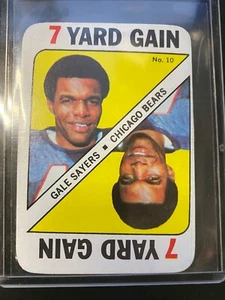 7 YARD GAIN
No. 10
GALE SAYERS ■ CHICAGO BEARS
7 YARD GAIN